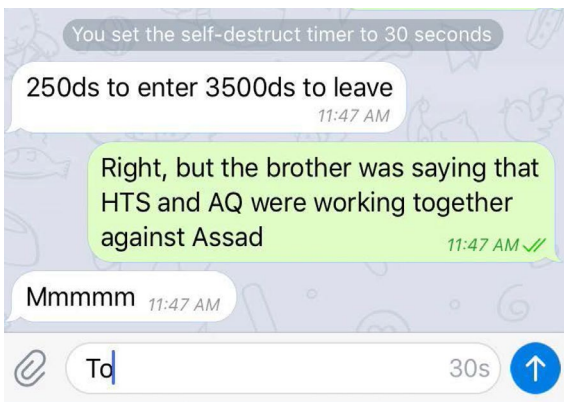 You set the self-destruct timer to 30 seconds
250ds to enter 3500ds to leave
11:47 AM
Right, but the brother was saying that
HTS and AQ were working together
against Assad
11:47 AM
Mmmmm 11:47 AM
To 30s